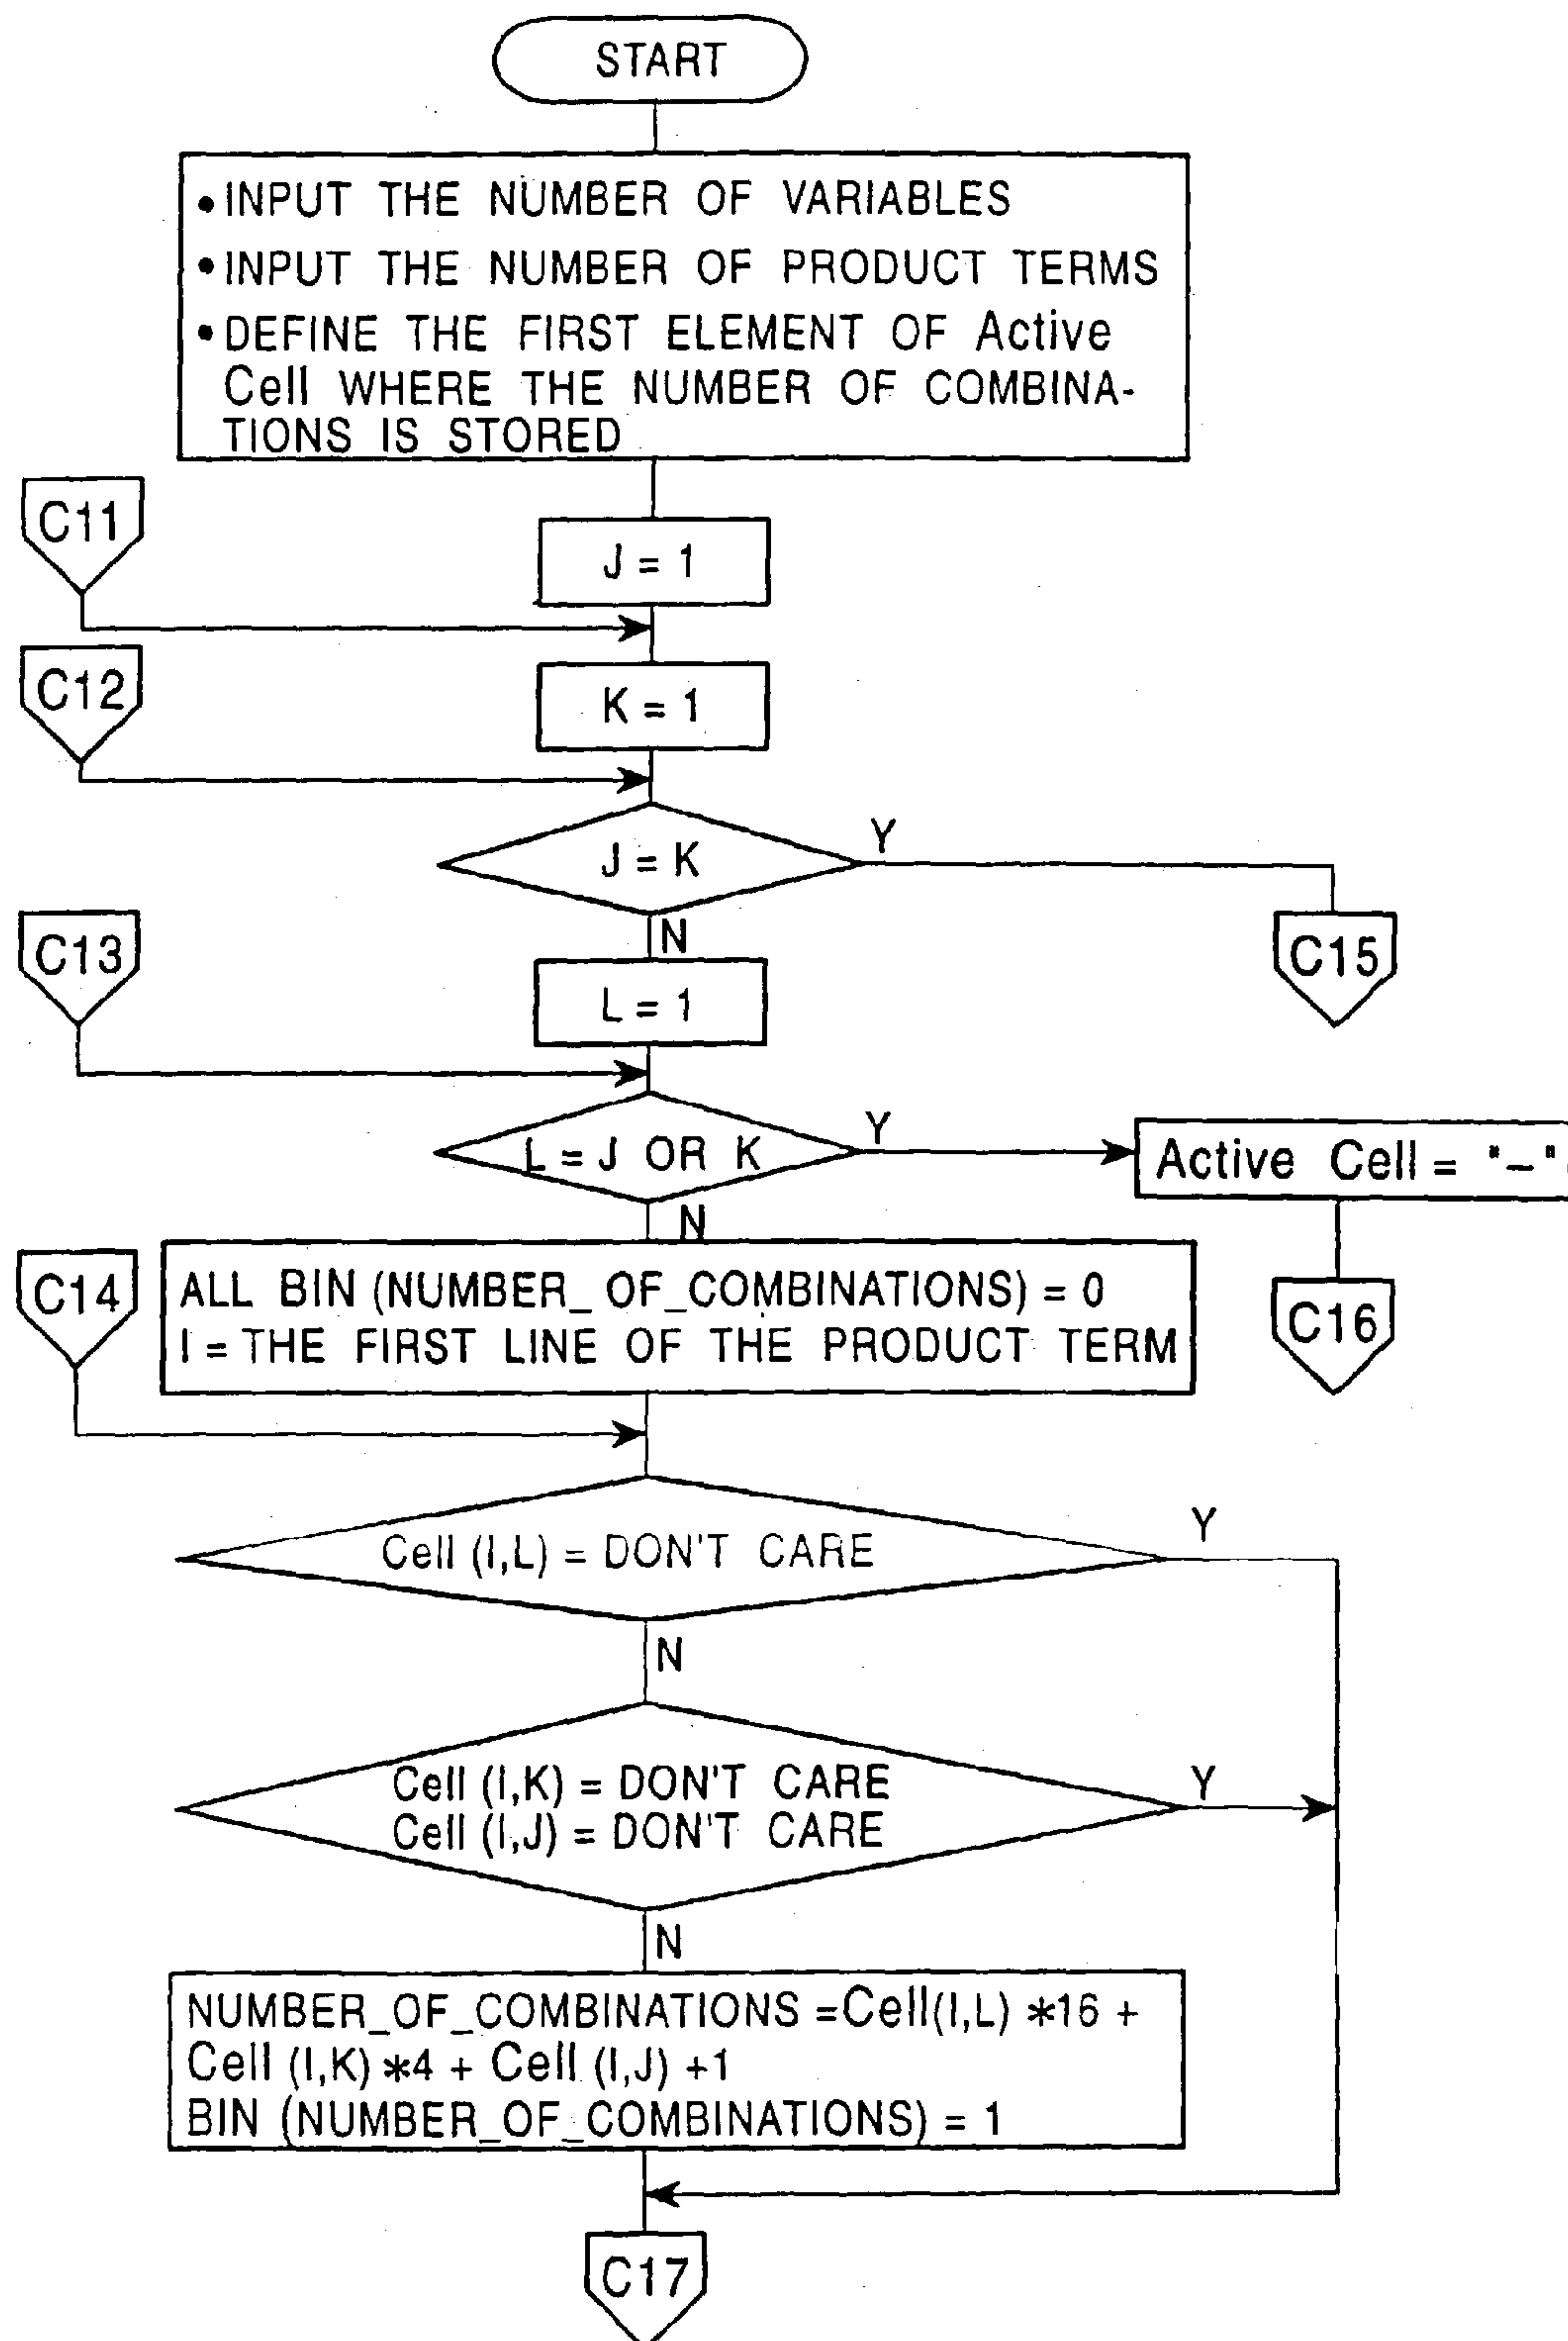 START
• INPUT THE NUMBER OF VARIABLES
• INPUT THE NUMBER OF PRODUCT TERMS
• DEFINE THE FIRST ELEMENT OF Active
Cell WHERE THE NUMBER OF COMBINA-
TIONS IS STORED
C11
J = 1
C12
K = 1
J = K
Y
N
C13
C15
L = 1
L = J OR K
Y
Active Cell = "-"
N
C14
ALL BIN (NUMBER_OF_COMBINATIONS) = 0
I = THE FIRST LINE OF THE PRODUCT TERM
C16
Cell (I,L) = DON'T CARE
Y
N
Cell (I,K) = DON'T CARE
Cell (I,J) = DON'T CARE
Y
N
NUMBER_OF_COMBINATIONS =Cell(I,L) *16 +
Cell (I,K) *4 + Cell (I,J) +1
BIN (NUMBER_OF_COMBINATIONS) = 1
C17